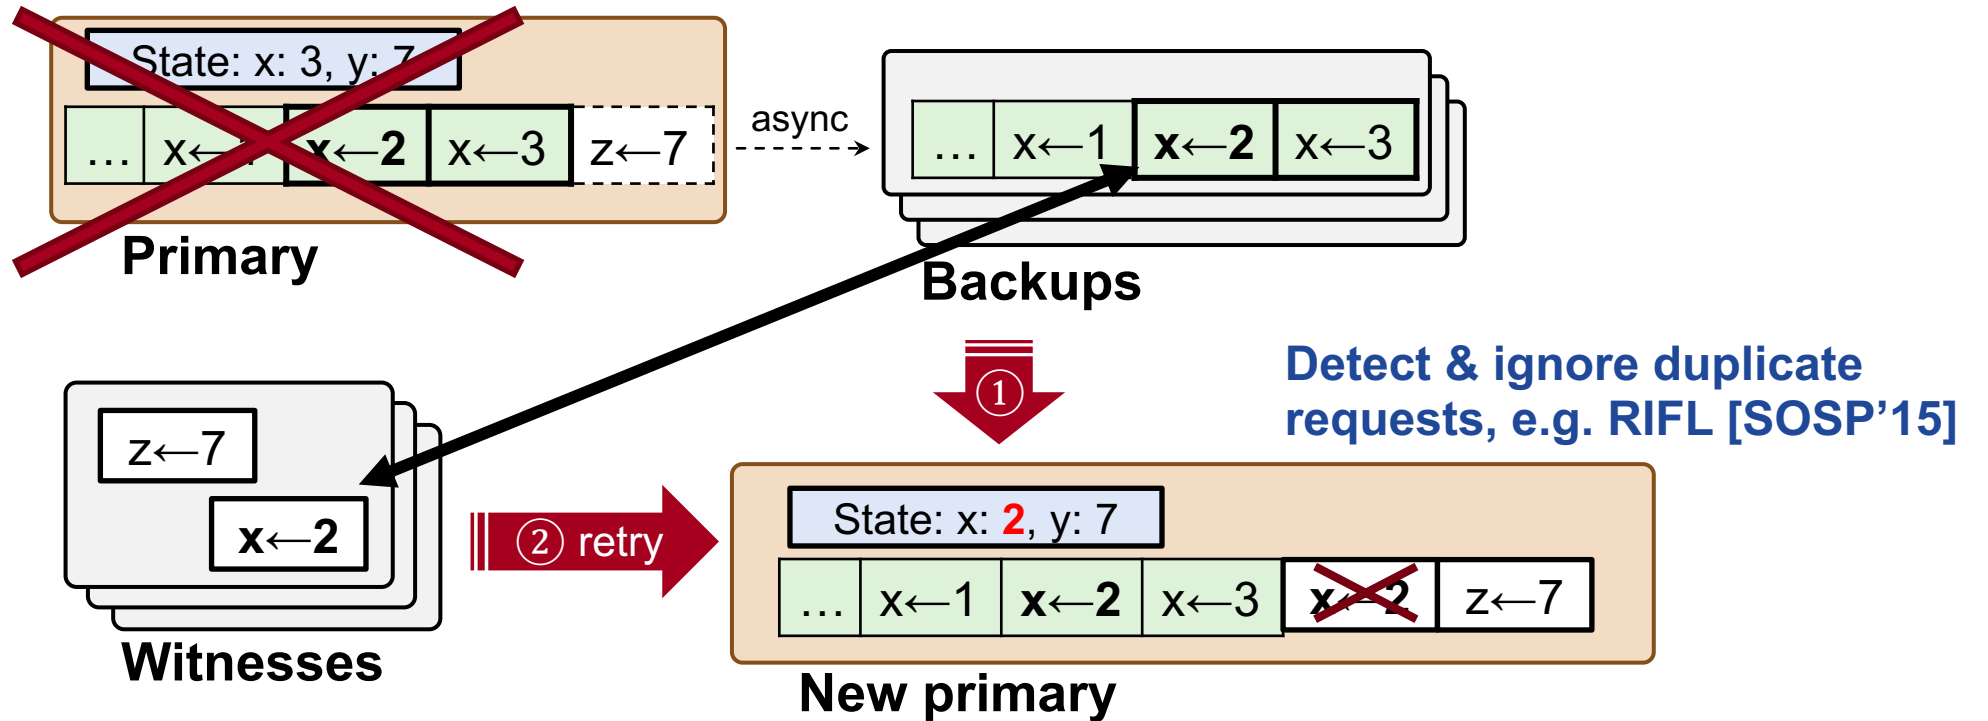 State: x: 3, y: 7
… x←1 x←2 x←3 z←7
Primary
async
… x←1 x←2 x←3
Backups
①
Detect & ignore duplicate
requests, e.g. RIFL [SOSP’15]
z←7
x←2
Witnesses
② retry
State: x: 2, y: 7
… x←1 x←2 x←3 x←2 z←7
New primary